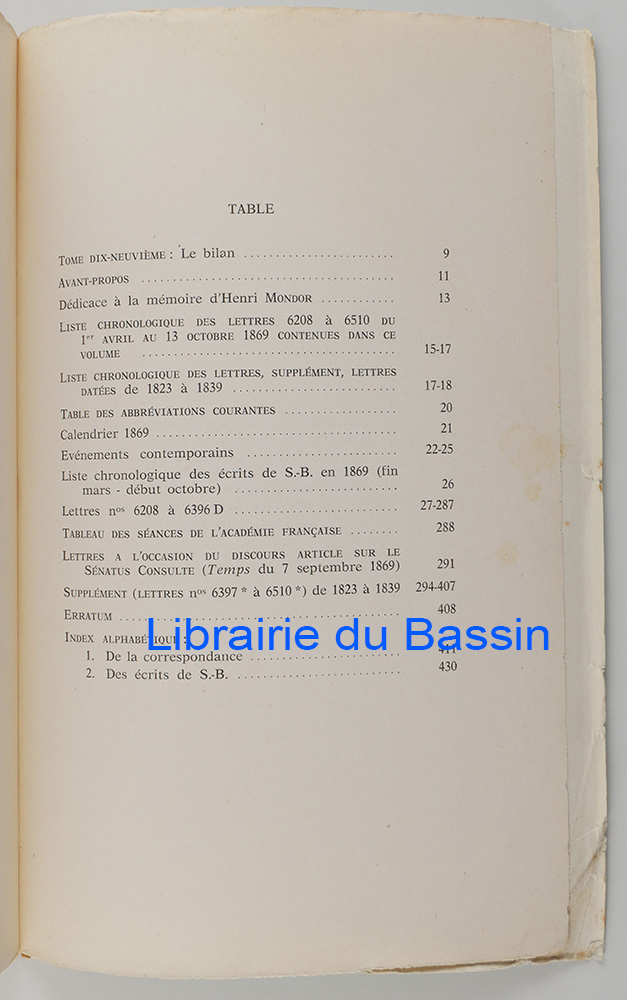 TABLE
TOME DIX-NEUVIÈME : Le bilan ........................ 9
AVANT-PROPOS ........................................ 11
Dédicace à la mémoire d'Henri MONDOR ............ 13
LISTE CHRONOLOGIQUE DES LETTRES 6208 à 6510 DU
1er AVRIL AU 13 OCTOBRE 1869 CONTENUES DANS CE
VOLUME ........................................ 15-17
LISTE CHRONOLOGIQUE DES LETTRES, SUPPLÉMENT, LETTRES
DATÉES de 1823 à 1839 .......................... 17-18
TABLE DES ABBRÉVIATIONS COURANTES .................. 20
Calendrier 1869 ...................................... 21
Evénements contemporains .......................... 22-25
Liste chronologique des écrits de S.-B. en 1869 (fin
mars - début octobre) .......................... 26
Lettres nos 6208 à 6396 D .......................... 27-287
TABLEAU DES SÉANCES DE L'ACADÉMIE FRANÇAISE ........ 288
LETTRES A L'OCCASION DU DISCOURS ARTICLE SUR LE
SÉNATUS CONSULTE (Temps du 7 septembre 1869) 291
SUPPLÉMENT (LETTRES nos 6397 * à 6510 *) de 1823 à 1839 294-407
ERRATUM ............................................ 408
INDEX ALPHABÉTIQUE :
Librairie du Bassin
1. De la correspondance ........................ 411
2. Des écrits de S.-B. .......................... 430